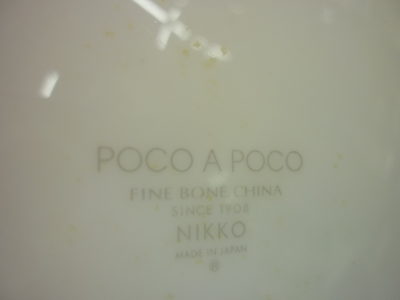 POCO A POCO
FINE BONE CHINA
SINCE 1908
NIKKO
MADE IN JAPAN
®